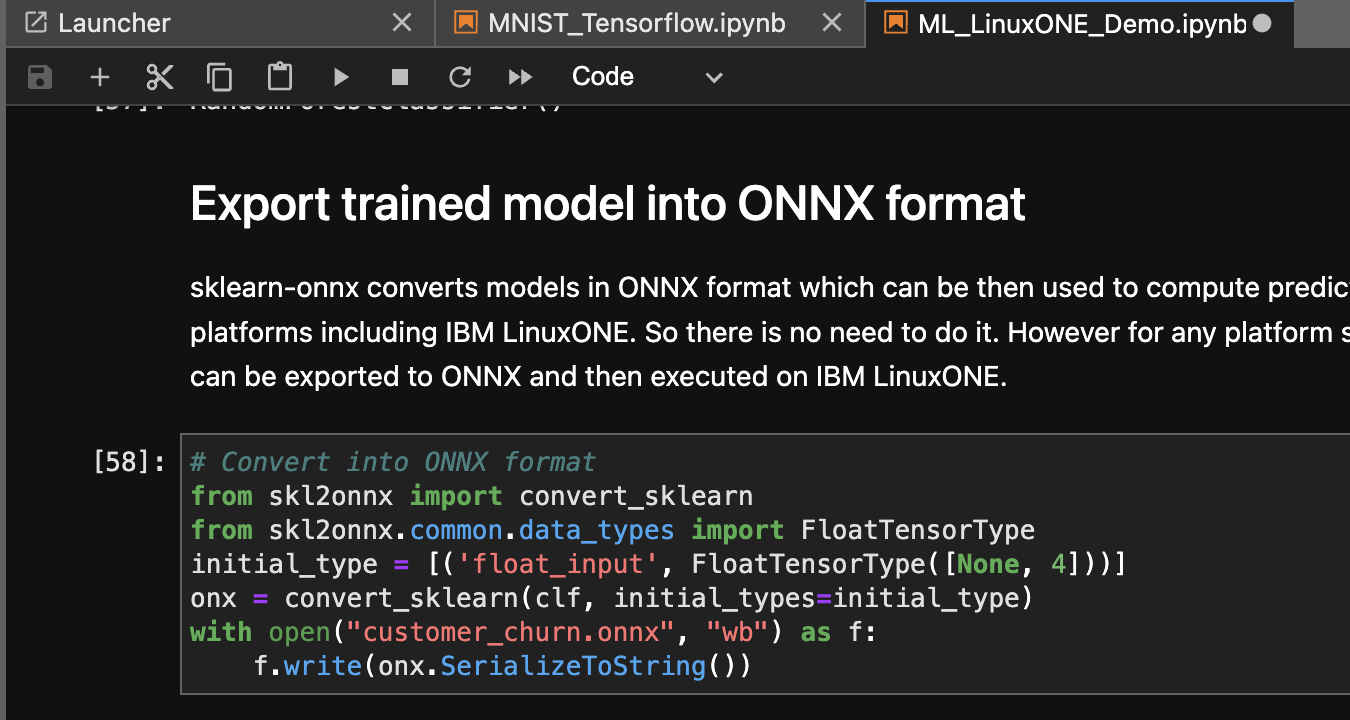 Launcher
MNIST_Tensorflow.ipynb
ML_LinuxONE_Demo.ipynb
Code
[57]: RandomForestClassifier()
Export trained model into ONNX format
sklearn-onnx converts models in ONNX format which can be then used to compute predic
platforms including IBM LinuxONE. So there is no need to do it. However for any platform s
can be exported to ONNX and then executed on IBM LinuxONE.
[58]:
# Convert into ONNX format
from skl2onnx import convert_sklearn
from skl2onnx.common.data_types import FloatTensorType
initial_type = [('float_input', FloatTensorType([None, 4]))]
onx = convert_sklearn(clf, initial_types=initial_type)
with open("customer_churn.onnx", "wb") as f:
    f.write(onx.SerializeToString())